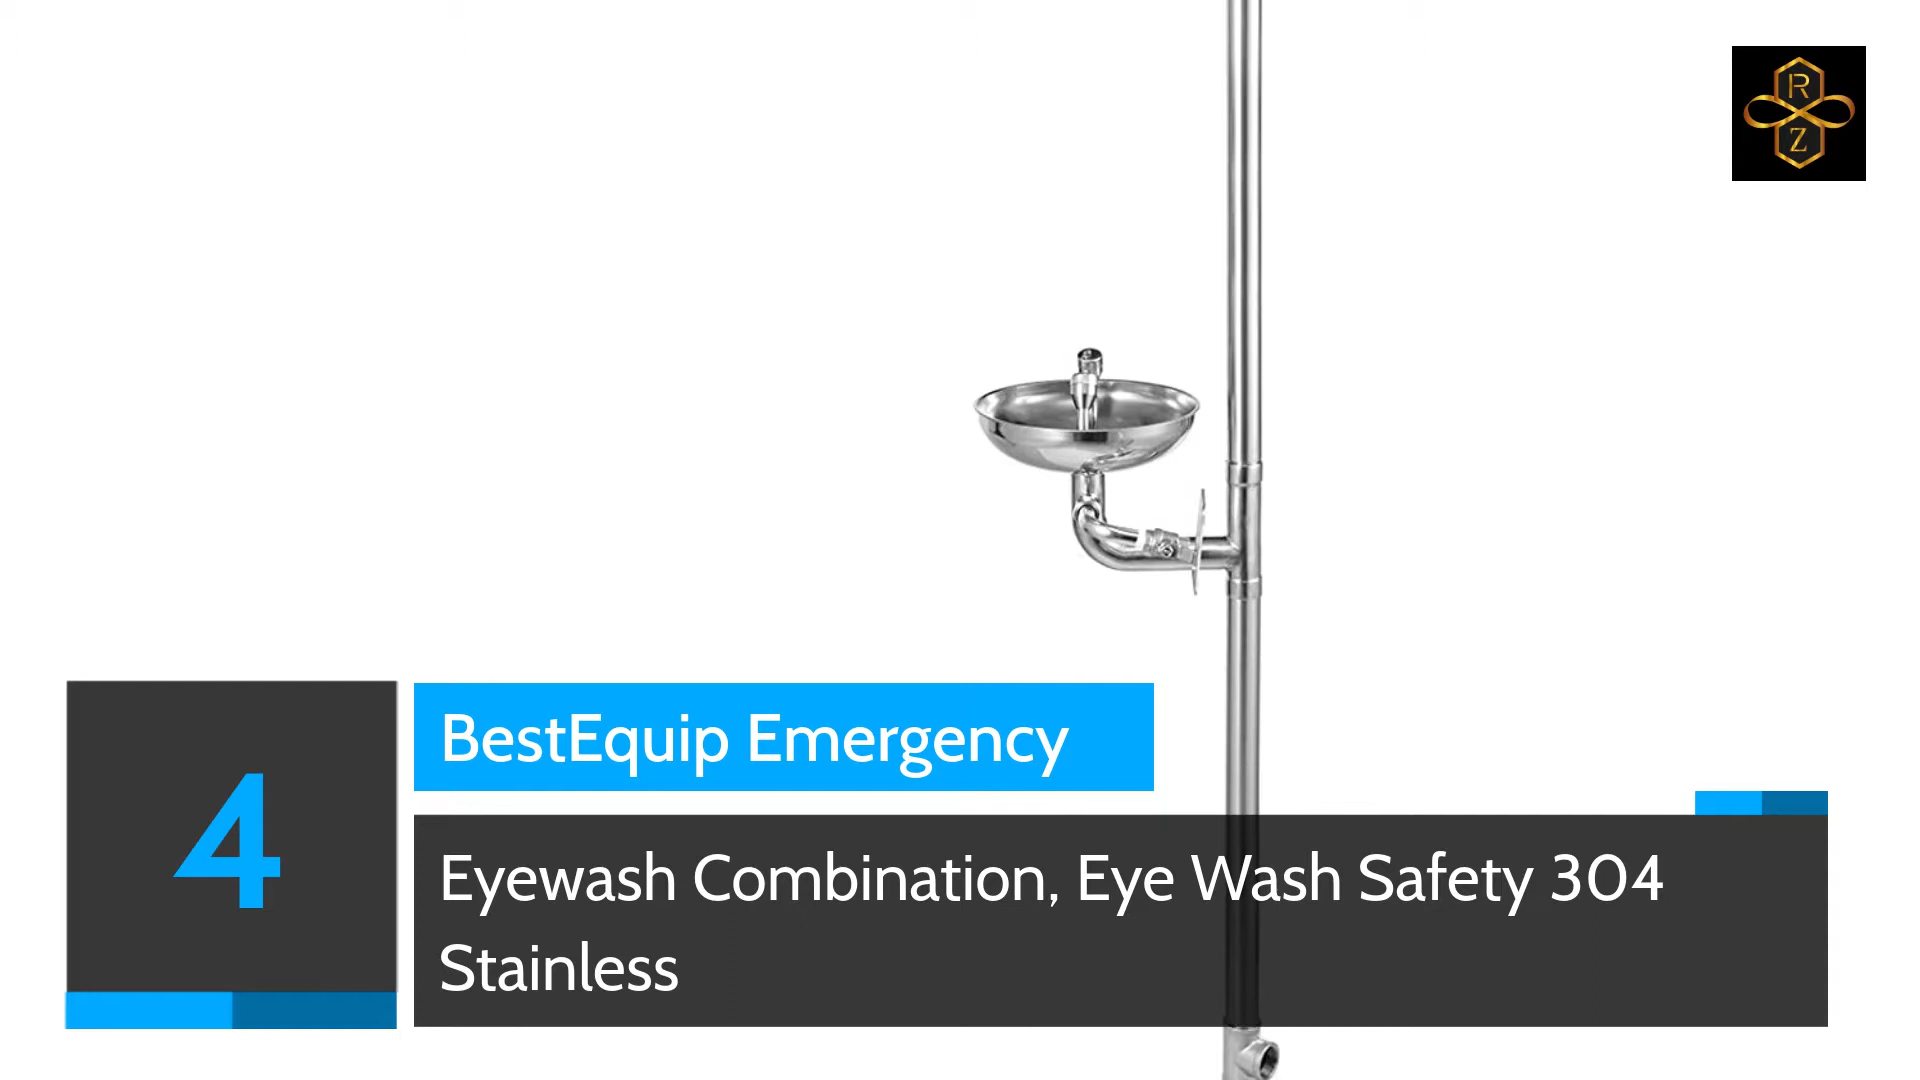 R
Z
4
BestEquip Emergency
Eyewash Combination, Eye Wash Safety 304
Stainless